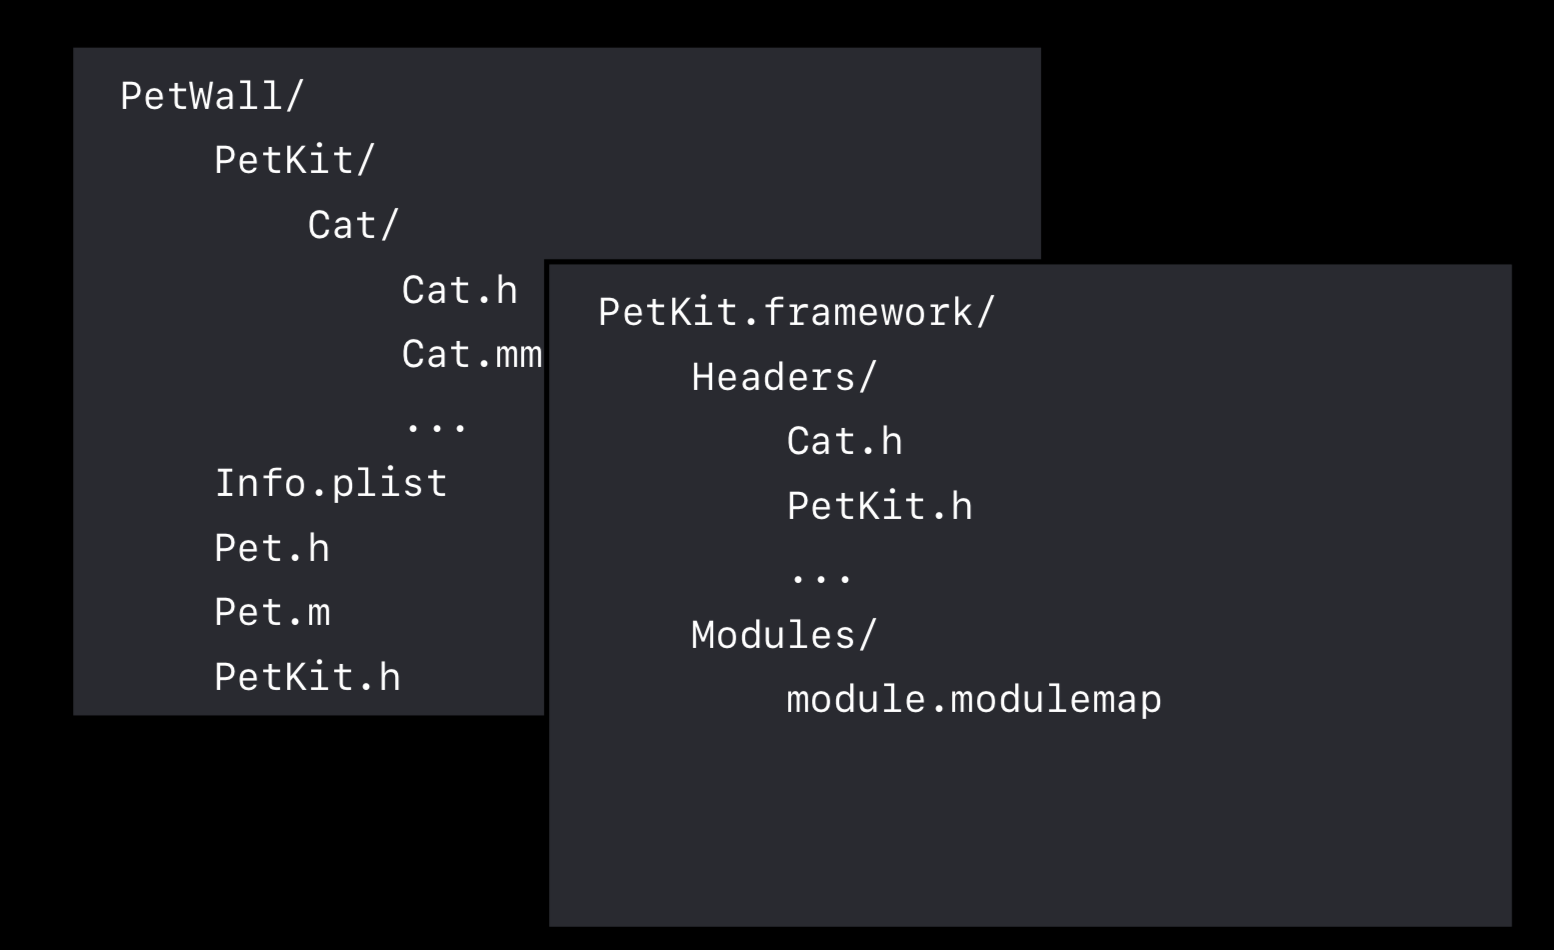 PetWall/
PetKit/
Cat/
Cat.h
Cat.mm
...
Info.plist
Pet.h
Pet.m
PetKit.h
PetKit.framework/
Headers/
Cat.h
PetKit.h
...
Modules/
module.modulemap